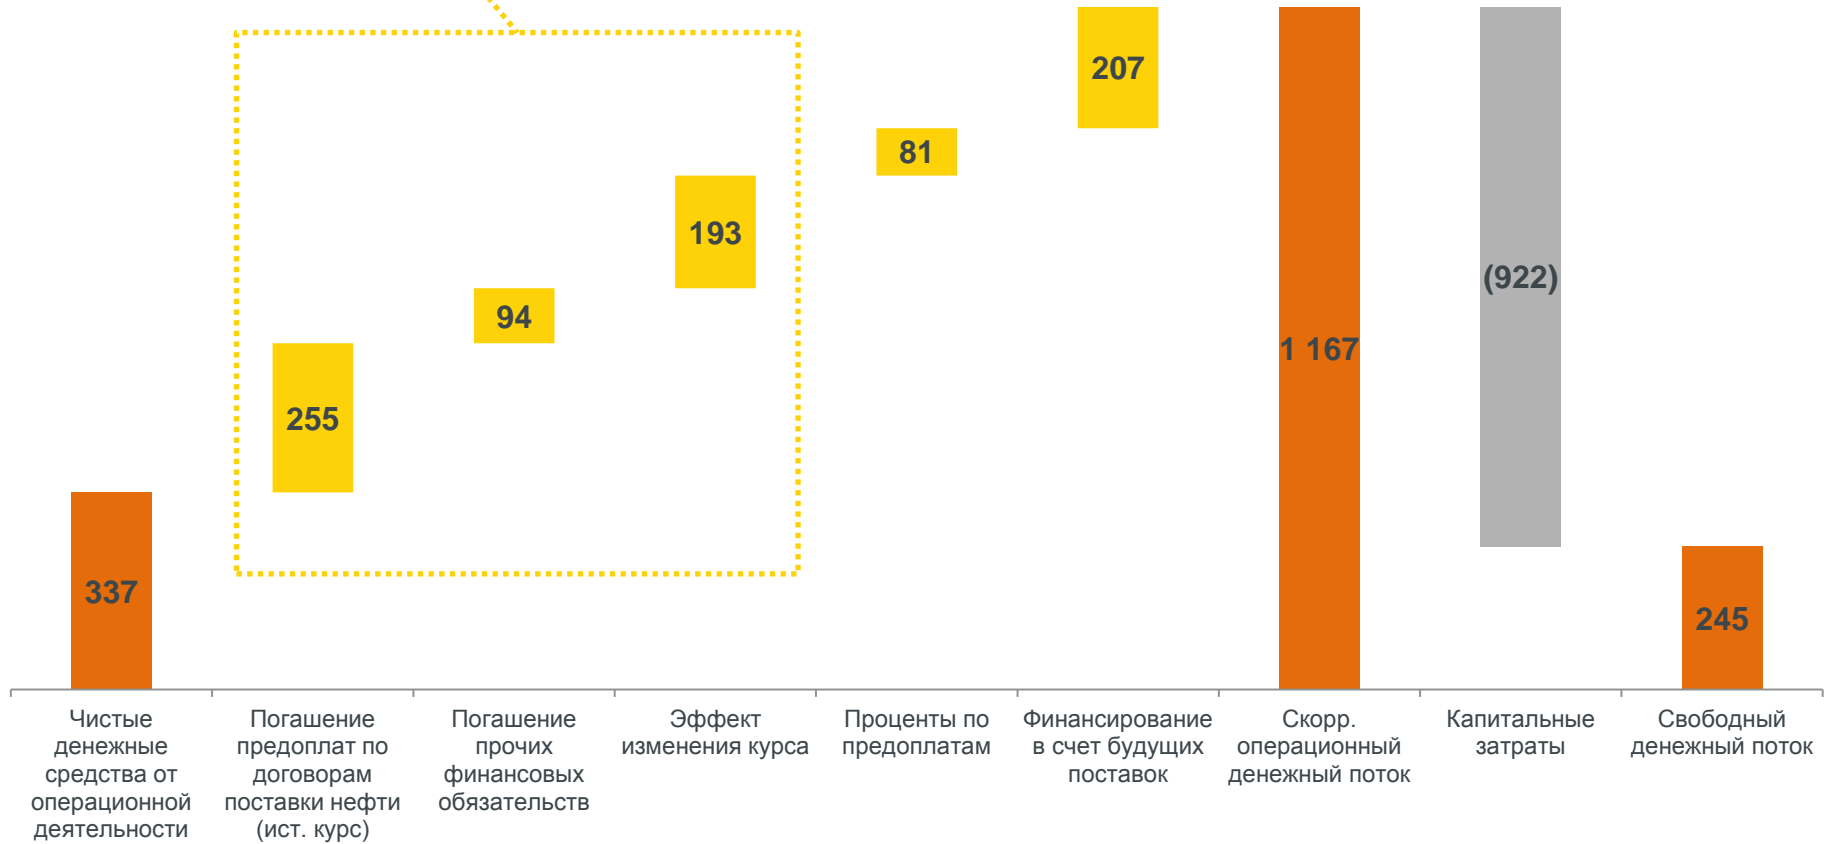 207
81
193
(922)
94
1 167
255
337
245
Чистые
денежные
средства от
операционной
деятельности
Погашение
предоплат по
договорам
поставки нефти
(ист. курс)
Погашение
прочих
финансовых
обязательств
Эффект
изменения курса
Проценты по
предоплатам
Финансирование
в счет будущих
поставок
Скорр.
операционный
денежный поток
Капитальные
затраты
Свободный
денежный поток